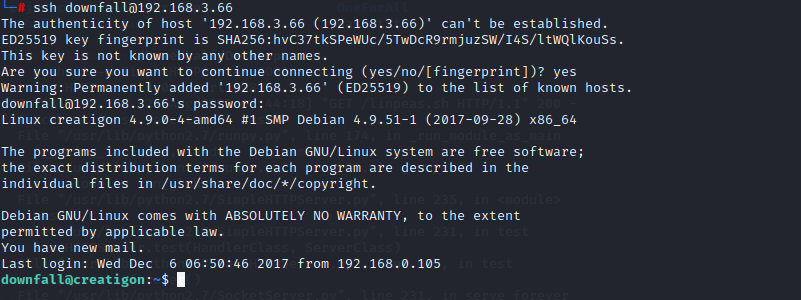 └─# ssh downfall@192.168.3.66
The authenticity of host '192.168.3.66 (192.168.3.66)' can't be established.
ED25519 key fingerprint is SHA256:hvC37tkSPeWUc/5TwDcR9rmjuzSW/I4S/ltWQlKouSs.
This key is not known by any other names.
Are you sure you want to continue connecting (yes/no/[fingerprint])? yes
Warning: Permanently added '192.168.3.66' (ED25519) to the list of known hosts.
downfall@192.168.3.66's password:
Linux creatigon 4.9.0-4-amd64 #1 SMP Debian 4.9.51-1 (2017-09-28) x86_64
The programs included with the Debian GNU/Linux system are free software;
the exact distribution terms for each program are described in the
individual files in /usr/share/doc/*/copyright.
Debian GNU/Linux comes with ABSOLUTELY NO WARRANTY, to the extent
permitted by applicable law.
You have new mail.
Last login: Wed Dec  6 06:50:46 2017 from 192.168.0.105
downfall@creatigon:~$